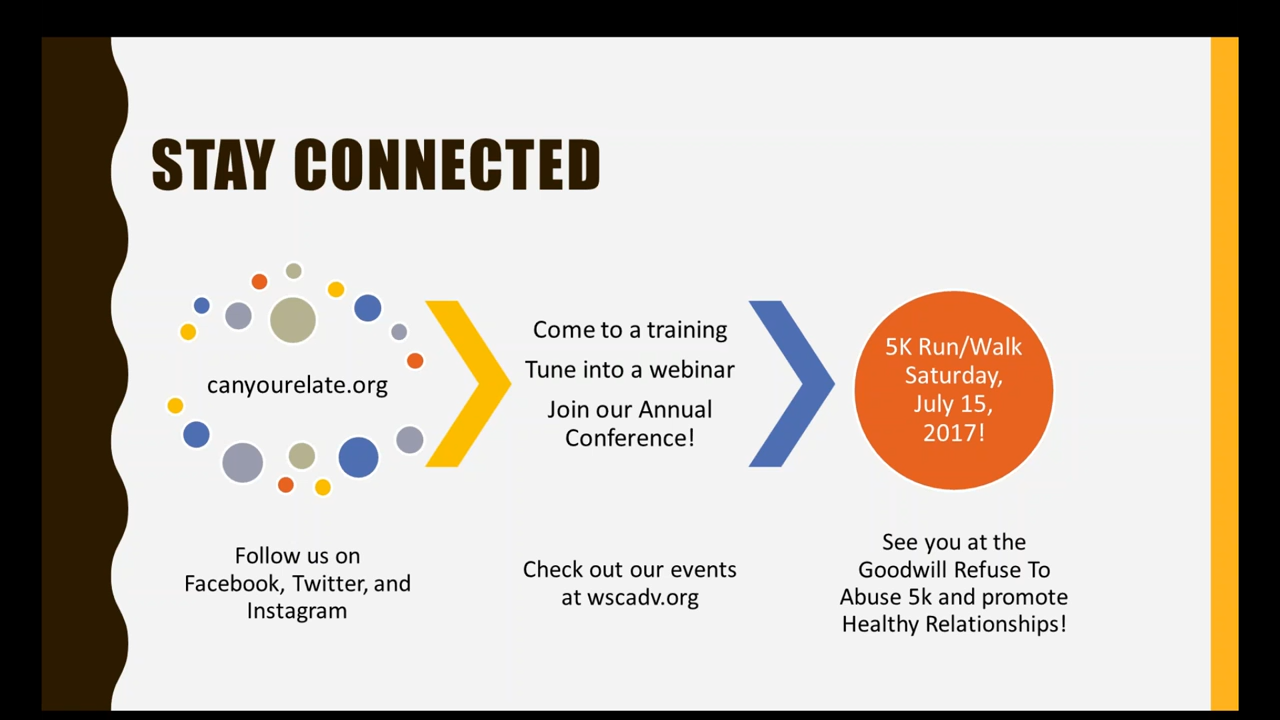 STAY CONNECTED
canyourelate.org
Follow us on
Facebook, Twitter, and
Instagram
Come to a training
Tune into a webinar
Join our Annual
Conference!
Check out our events
at wscadv.org
5K Run/Walk
Saturday,
July 15,
2017!
See you at the
Goodwill Refuse To
Abuse 5k and promote
Healthy Relationships!